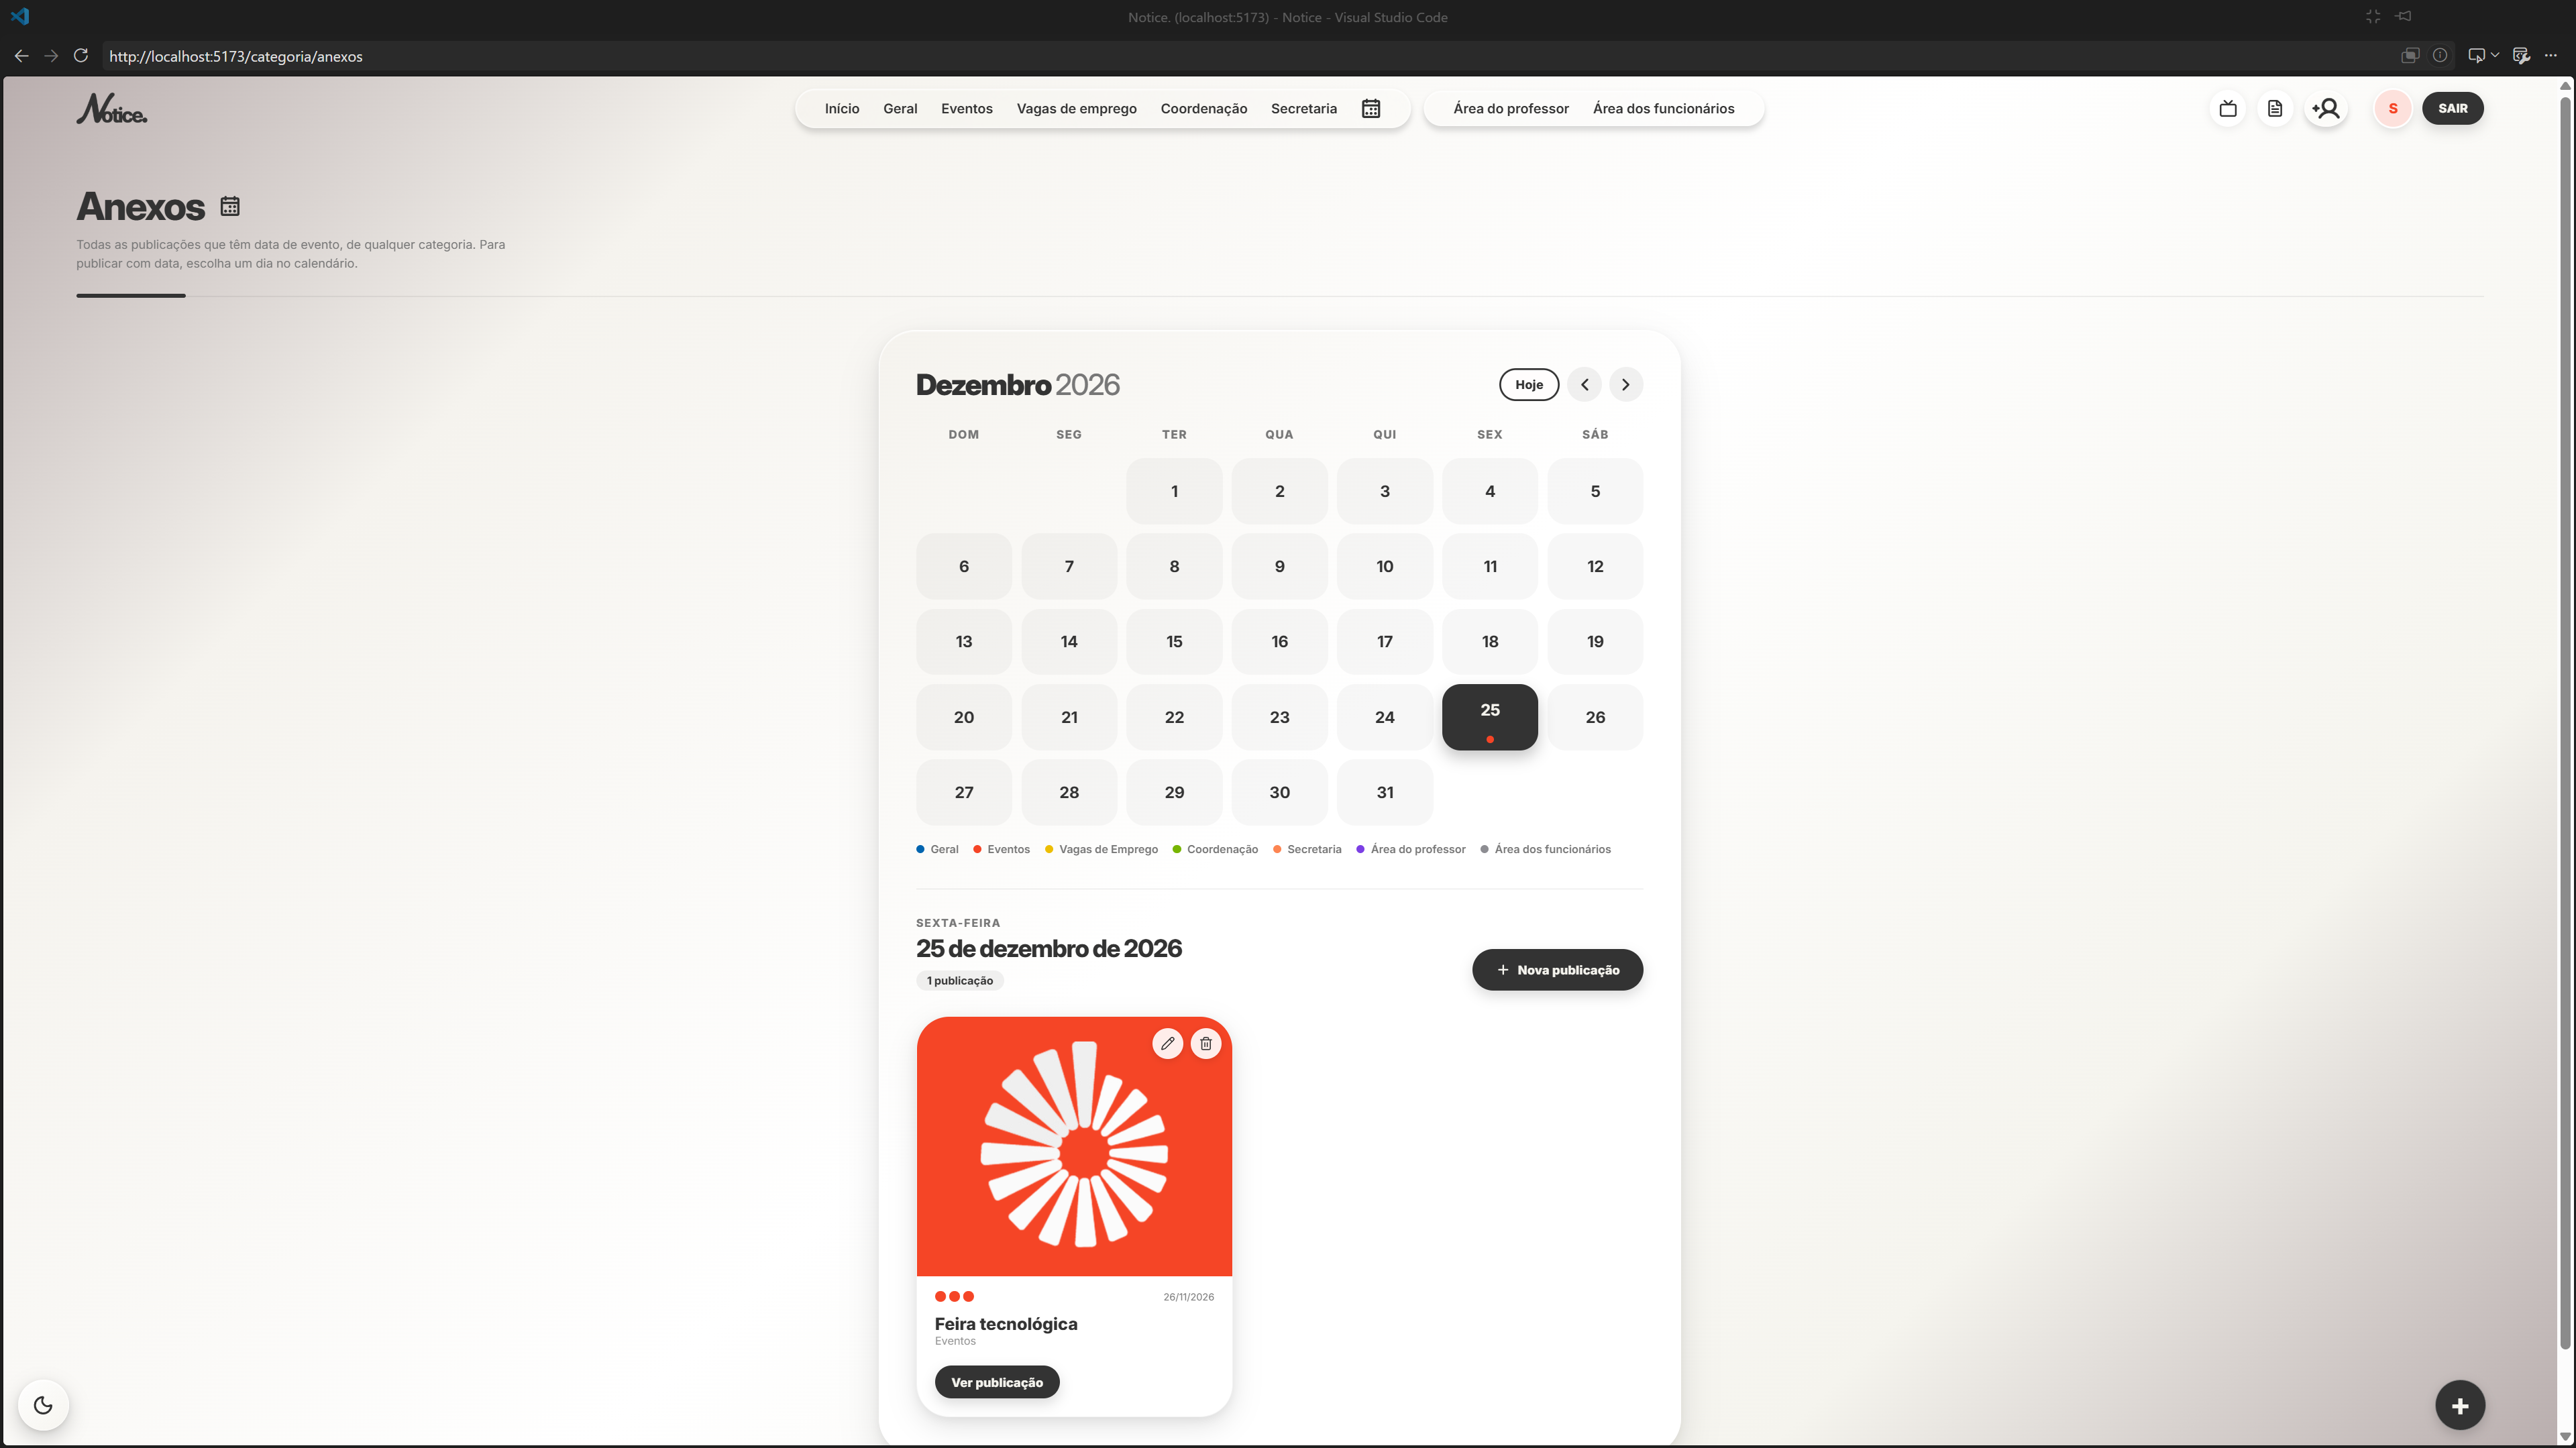 Notice. (localhost:5173) - Notice - Visual Studio Code
http://localhost:5173/categoria/anexos
Notice.
Início Geral Eventos Vagas de emprego Coordenação Secretaria
Área do professor Área dos funcionários
S
SAIR
Anexos
Todas as publicações que têm data de evento, de qualquer categoria. Para
publicar com data, escolha um dia no calendário.
Dezembro 2026
Hoje
DOM SEG TER QUA QUI SEX SÁB
1 2 3 4 5
6 7 8 9 10 11 12
13 14 15 16 17 18 19
20 21 22 23 24 25 26
27 28 29 30 31
Geral Eventos Vagas de Emprego Coordenação Secretaria Área do professor Área dos funcionários
SEXTA-FEIRA
25 de dezembro de 2026
1 publicação
+ Nova publicação
26/11/2026
Feira tecnológica
Eventos
Ver publicação